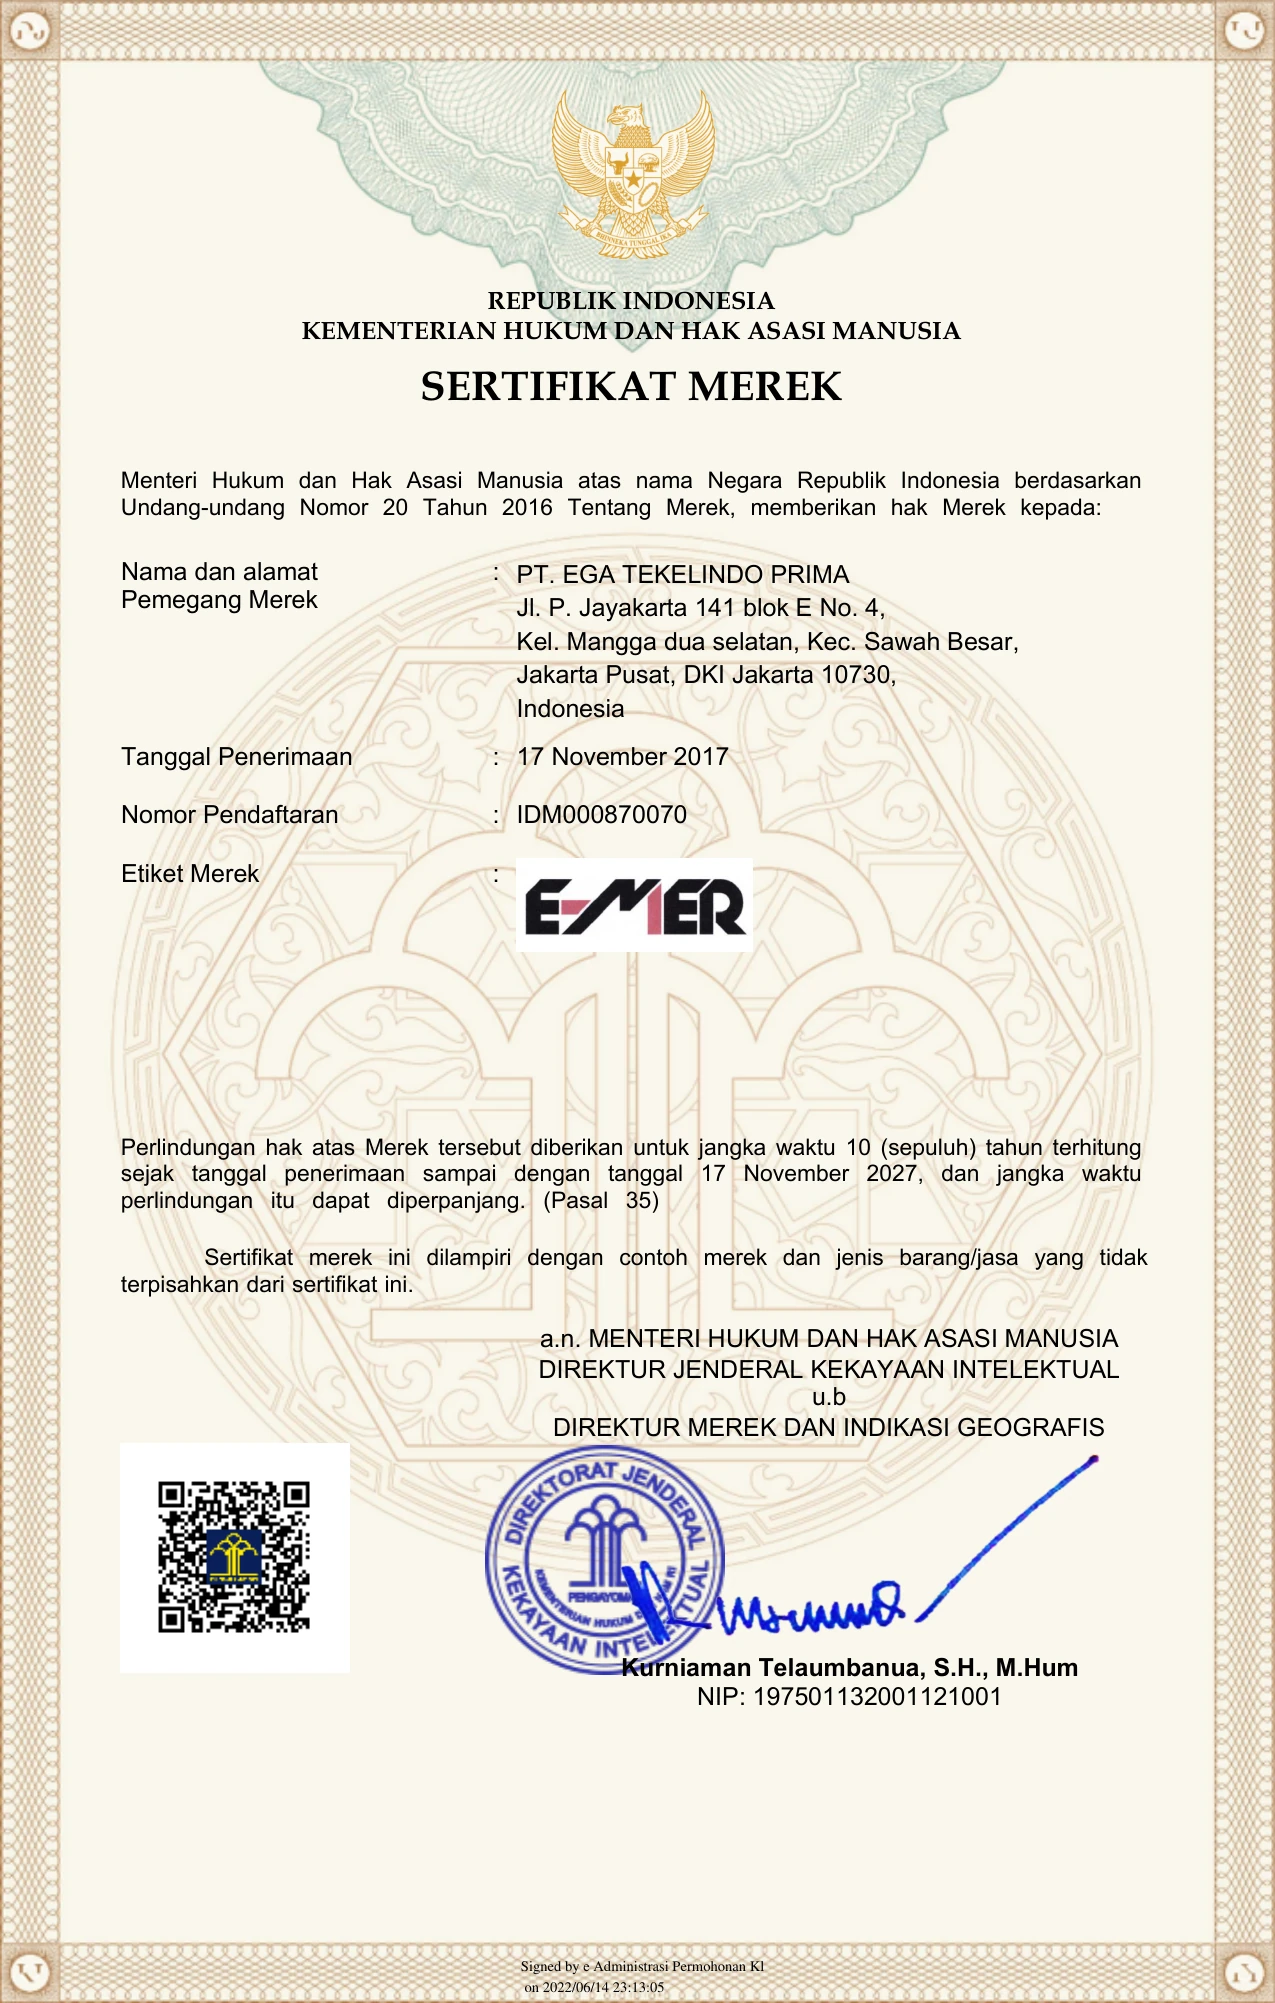 BHINNEKA TUNGGAL IKA
REPUBLIK INDONESIA
KEMENTERIAN HUKUM DAN HAK ASASI MANUSIA
SERTIFIKAT MEREK
Menteri Hukum dan Hak Asasi Manusia atas nama Negara Republik Indonesia berdasarkan
Undang-undang Nomor 20 Tahun 2016 Tentang Merek, memberikan hak Merek kepada:
Nama dan alamat
Pemegang Merek
: PT. EGA TEKELINDO PRIMA
Jl. P. Jayakarta 141 blok E No. 4,
Kel. Mangga dua selatan, Kec. Sawah Besar,
Jakarta Pusat, DKI Jakarta 10730,
Indonesia
Tanggal Penerimaan : 17 November 2017
Nomor Pendaftaran : IDM000870070
Etiket Merek : E-MER
Perlindungan hak atas Merek tersebut diberikan untuk jangka waktu 10 (sepuluh) tahun terhitung
sejak tanggal penerimaan sampai dengan tanggal 17 November 2027, dan jangka waktu
perlindungan itu dapat diperpanjang. (Pasal 35)
Sertifikat merek ini dilampiri dengan contoh merek dan jenis barang/jasa yang tidak
terpisahkan dari sertifikat ini.
a.n. MENTERI HUKUM DAN HAK ASASI MANUSIA
DIREKTUR JENDERAL KEKAYAAN INTELEKTUAL
u.b
DIREKTUR MEREK DAN INDIKASI GEOGRAFIS
DIREKTORAT JENDERAL
KEKAYAAN INTELEKTUAL
KEMENTERIAN HUKUM
Kurniaman Telaumbanua, S.H., M.Hum
NIP: 197501132001121001
Signed by e Administrasi Permohonan KI
on 2022/06/14 23:13:05